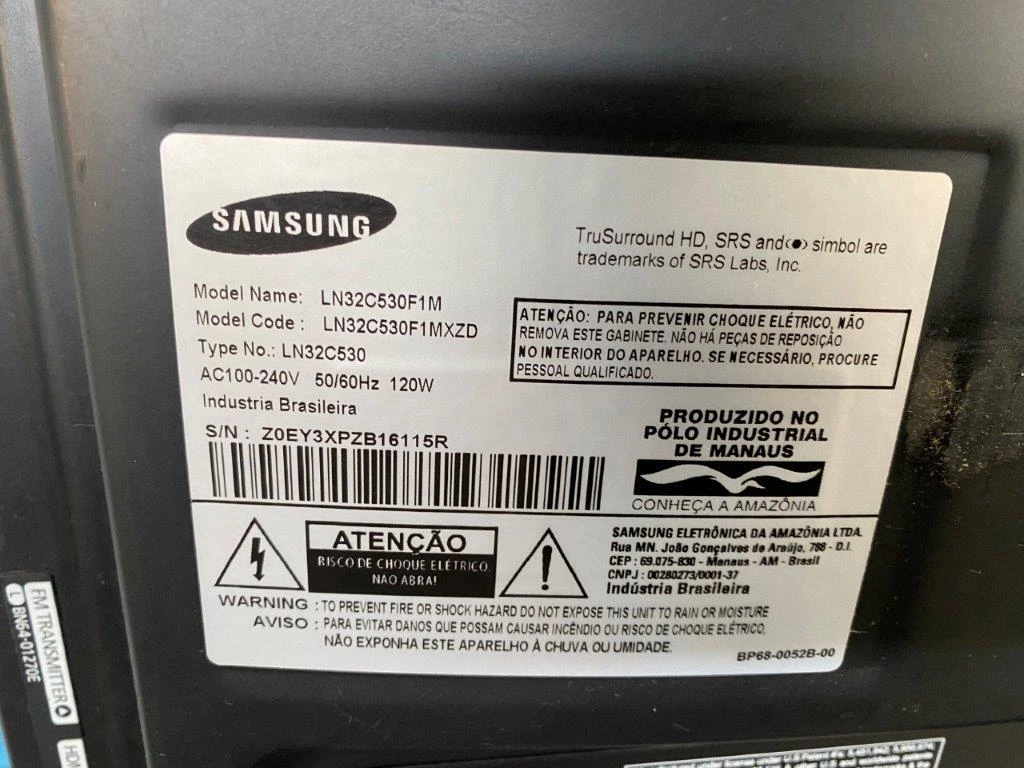 SAMSUNG
TruSurround HD, SRS and (●) simbol are
trademarks of SRS Labs, Inc.
Model Name: LN32C530F1M
Model Code : LN32C530F1MXZD
Type No.: LN32C530
AC100-240V 50/60Hz 120W
Industria Brasileira
S/N : Z0EY3XPZB16115R
ATENÇÃO: PARA PREVENIR CHOQUE ELÉTRICO, NÃO
REMOVA ESTE GABINETE. NÃO HÁ PEÇAS DE REPOSIÇÃO
NO INTERIOR DO APARELHO. SE NECESSÁRIO, PROCURE
PESSOAL QUALIFICADO.
PRODUZIDO NO
PÓLO INDUSTRIAL
DE MANAUS
CONHEÇA A AMAZÔNIA
ATENÇÃO
RISCO DE CHOQUE ELÉTRICO
NÃO ABRA!
SAMSUNG ELETRÔNICA DA AMAZÔNIA LTDA.
Rua MN. João Gonçalves de Araújo, 788 - D.I.
CEP : 69.075-830 - Manaus - AM - Brasil
CNPJ : 00280273/0001-37
Indústria Brasileira
WARNING : TO PREVENT FIRE OR SHOCK HAZARD DO NOT EXPOSE THIS UNIT TO RAIN OR MOISTURE
AVISO : PARA EVITAR DANOS QUE POSSAM CAUSAR INCÊNDIO OU RISCO DE CHOQUE ELÉTRICO,
NÃO EXPONHA ESTE APARELHO À CHUVA OU UMIDADE.
BP68-0052B-00
FM TRANSMITTER
L BN64-01270E